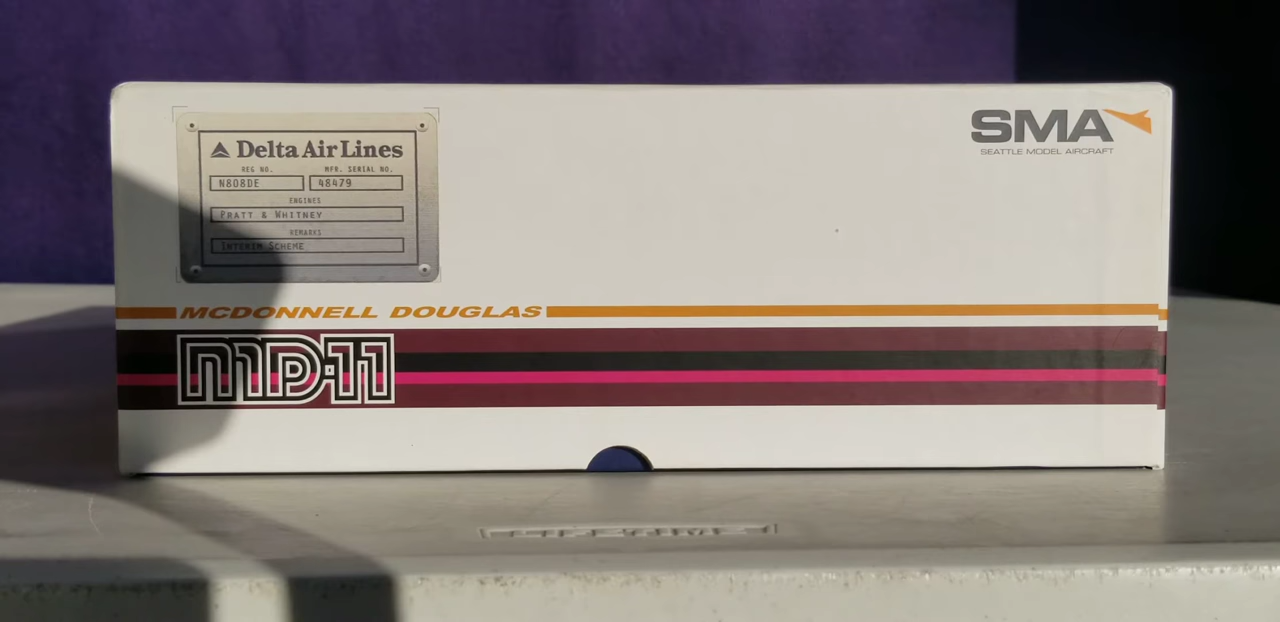 Delta Air Lines
REG NO. MFR. SERIAL NO.
N808DE 48479
ENGINES
PRATT & WHITNEY
REMARKS
INTERIM SCHEME
SMA
SEATTLE MODEL AIRCRAFT
MCDONNELL DOUGLAS
MD-11
LIFETIME